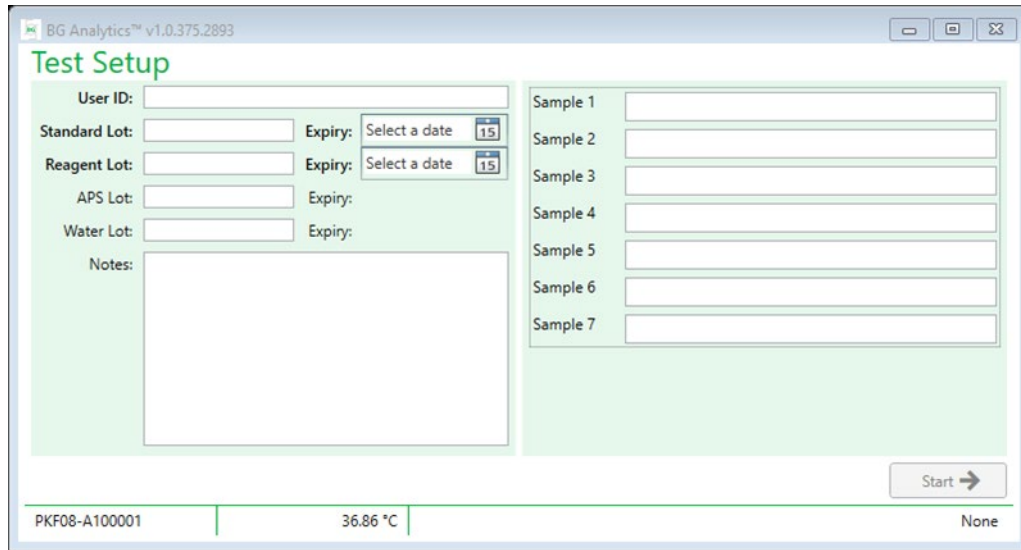 BG Analytics™ v1.0.375.2893
Test Setup
User ID:
Standard Lot: Expiry: Select a date 15
Reagent Lot: Expiry: Select a date 15
APS Lot: Expiry:
Water Lot: Expiry:
Notes:
Sample 1
Sample 2
Sample 3
Sample 4
Sample 5
Sample 6
Sample 7
Start
PKF08-A100001 36.86 °C None